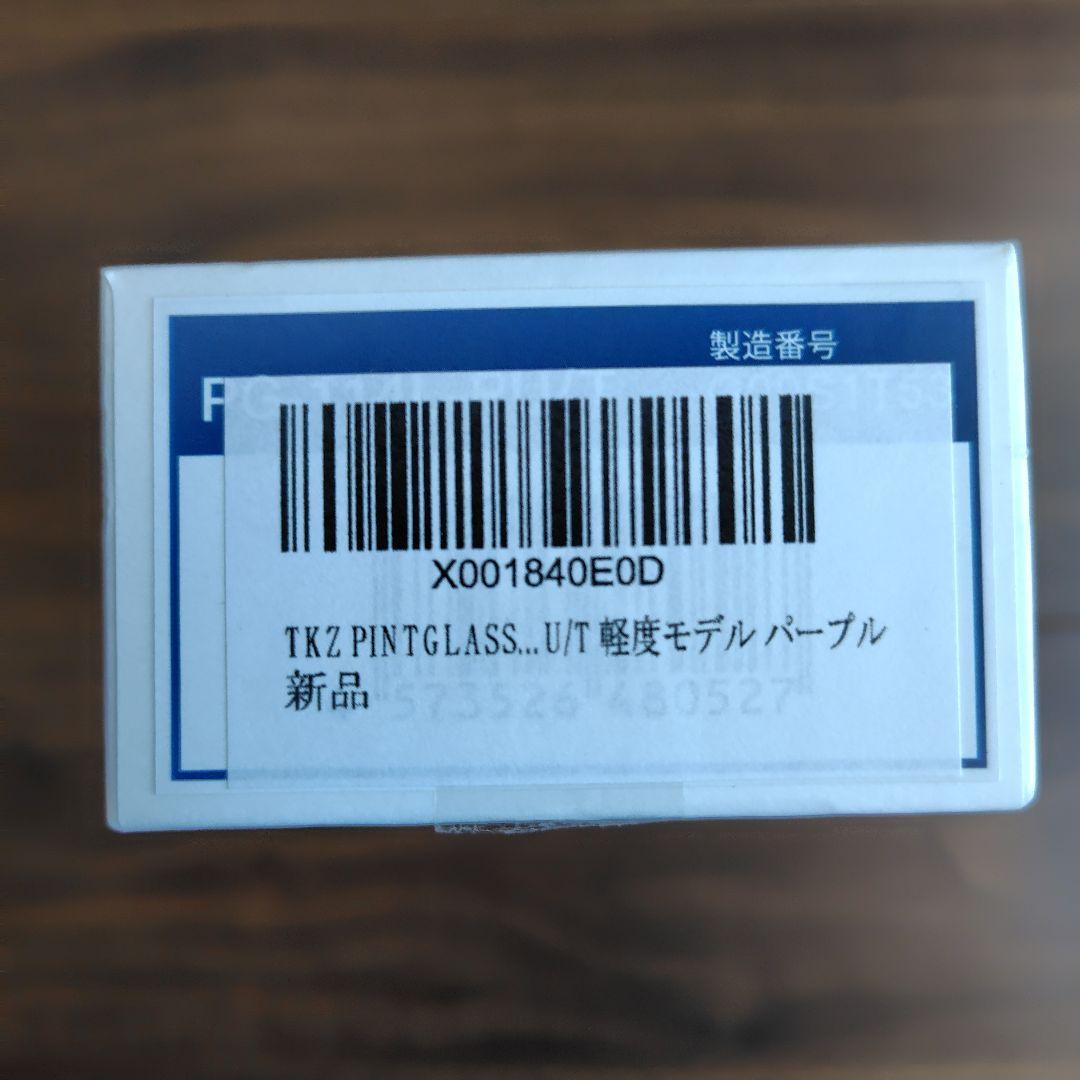 製造番号
X001840E0D
TKZ PINTGLASS...U/T 軽度モデル パープル
新品
573526 480527